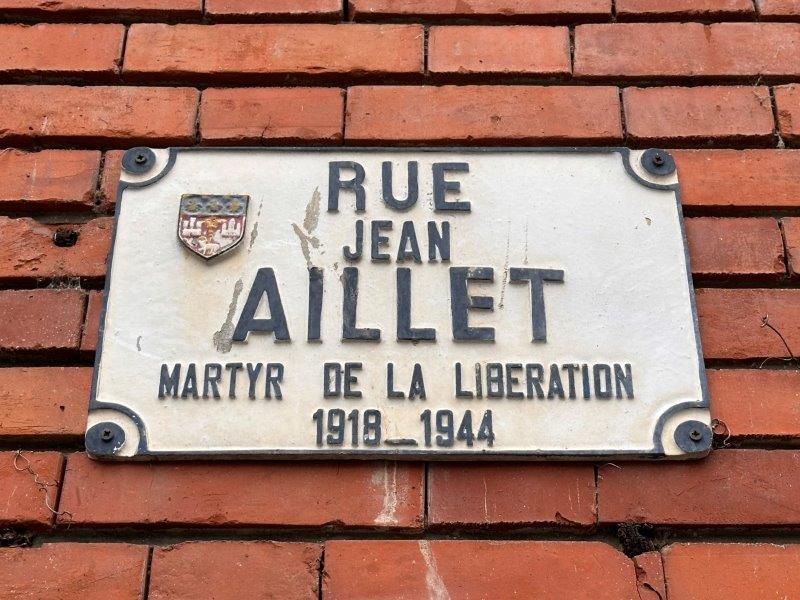 RUE
JEAN
AILLET
MARTYR DE LA LIBERATION
1918_1944